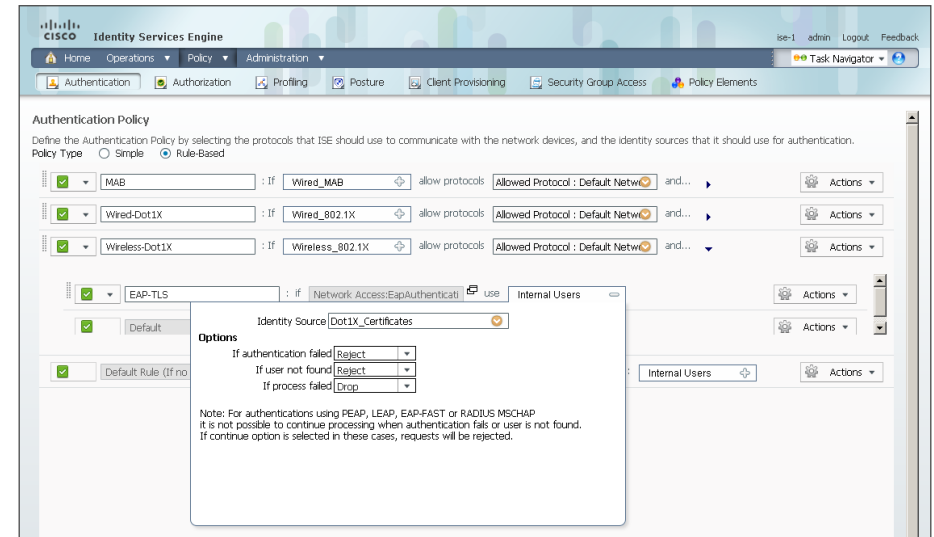 CISCO Identity Services Engine
ise-1 admin Logout Feedback
Home Operations Policy Administration
Task Navigator
Authentication Authorization Profiling Posture Client Provisioning Security Group Access Policy Elements
Authentication Policy
Define the Authentication Policy by selecting the protocols that ISE should use to communicate with the network devices, and the identity sources that it should use for authentication.
Policy Type Simple Rule-Based
MAB : If Wired_MAB allow protocols Allowed Protocol : Default Netw and... Actions
Wired-Dot1X : If Wired_802.1X allow protocols Allowed Protocol : Default Netw and... Actions
Wireless-Dot1X : If Wireless_802.1X allow protocols Allowed Protocol : Default Netw and... Actions
EAP-TLS : if Network Access:EapAuthenticati use Internal Users Actions
Default Actions
Identity Source Dot1X_Certificates
Options
If authentication failed Reject
If user not found Reject
If process failed Drop
Default Rule (If no : Internal Users Actions
Note: For authentications using PEAP, LEAP, EAP-FAST or RADIUS MSCHAP
it is not possible to continue processing when authentication fails or user is not found.
If continue option is selected in these cases, requests will be rejected.